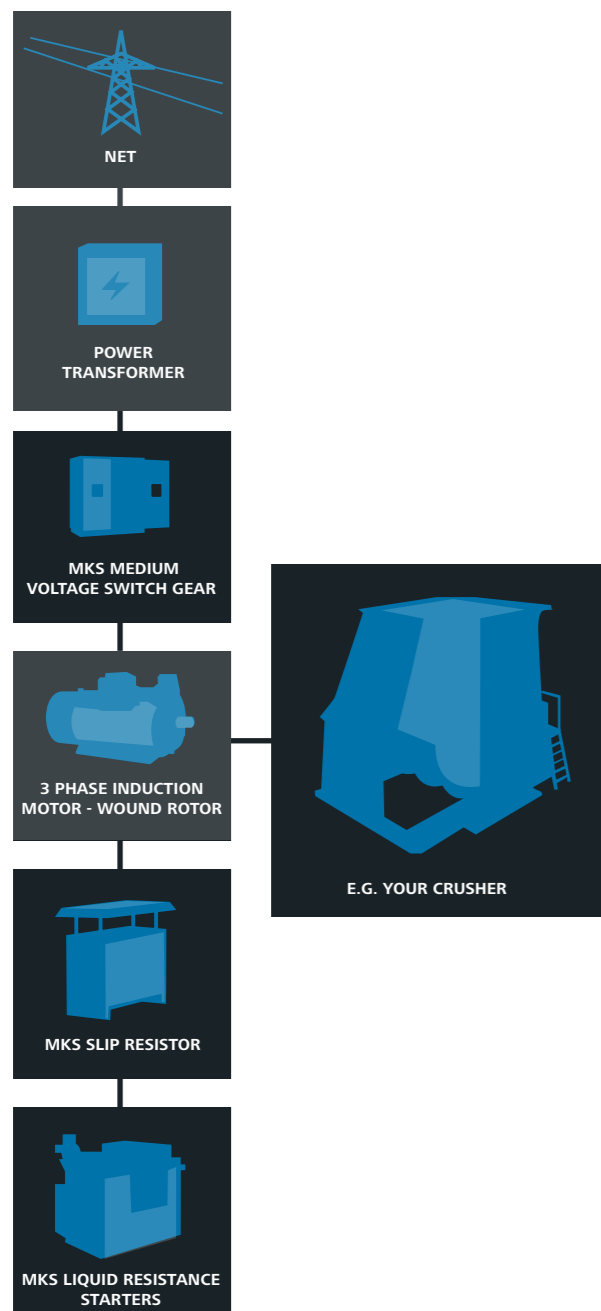 NET
POWER
TRANSFORMER
MKS MEDIUM
VOLTAGE SWITCH GEAR
3 PHASE INDUCTION
MOTOR - WOUND ROTOR
E.G. YOUR CRUSHER
MKS SLIP RESISTOR
MKS LIQUID RESISTANCE
STARTERS